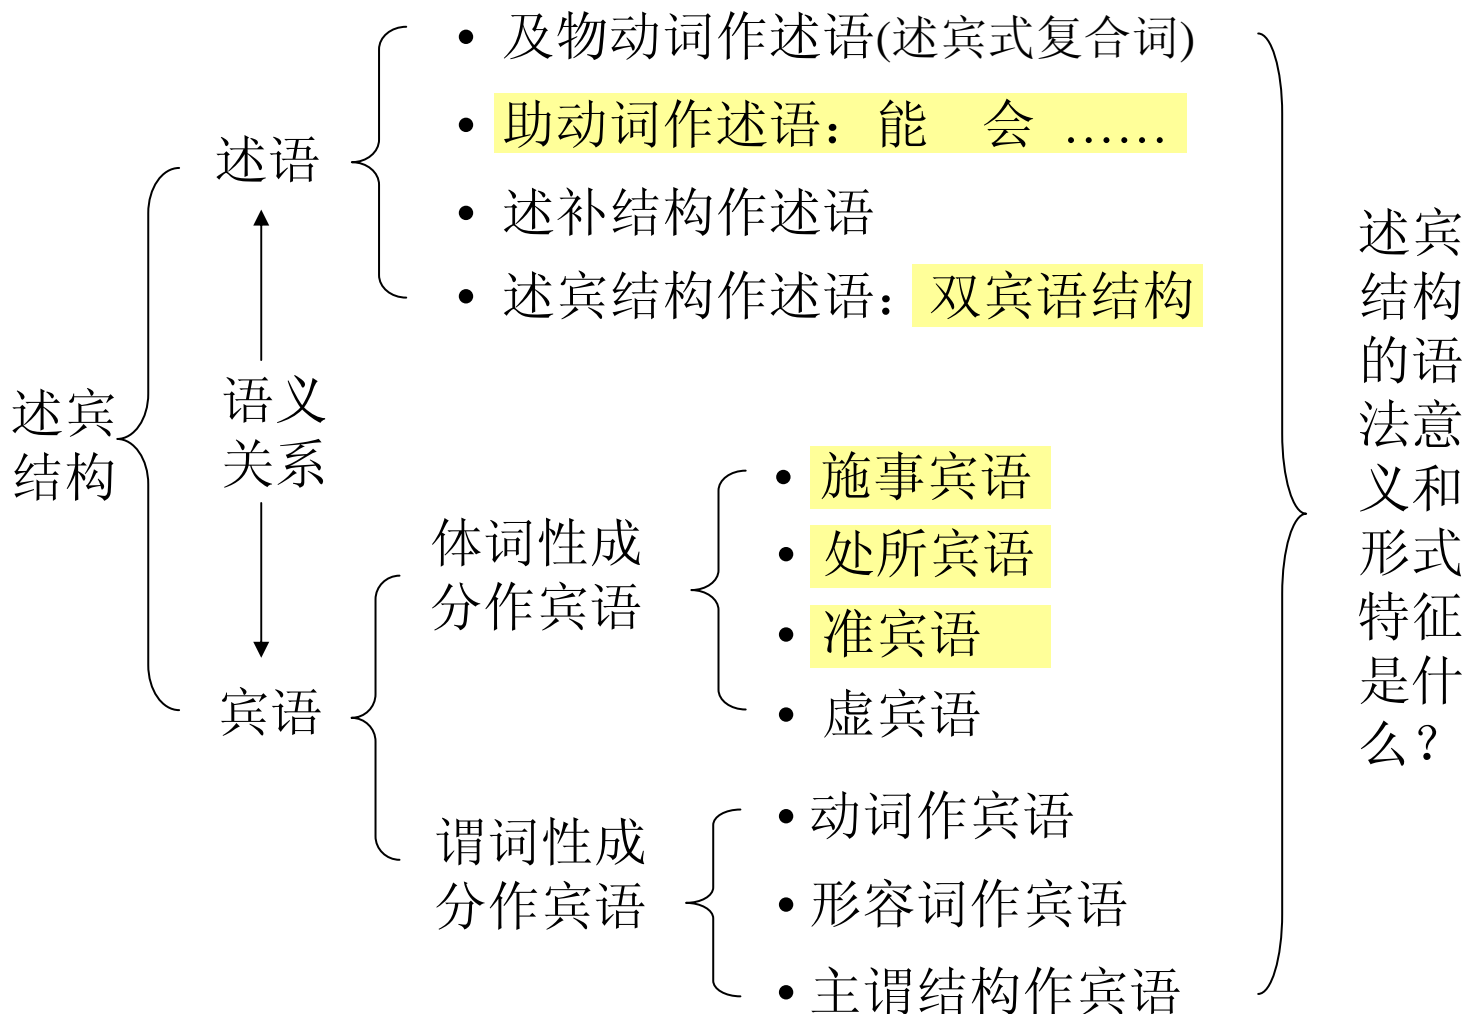 述宾
结构
述语
语义
关系
宾语
• 及物动词作述语(述宾式复合词)
• 助动词作述语：能　会 ……
• 述补结构作述语
• 述宾结构作述语：双宾语结构
体词性成
分作宾语
• 施事宾语
• 处所宾语
• 准宾语
• 虚宾语
谓词性成
分作宾语
• 动词作宾语
• 形容词作宾语
• 主谓结构作宾语
述宾
结构
的语
法意
义和
形式
特征
是什
么？